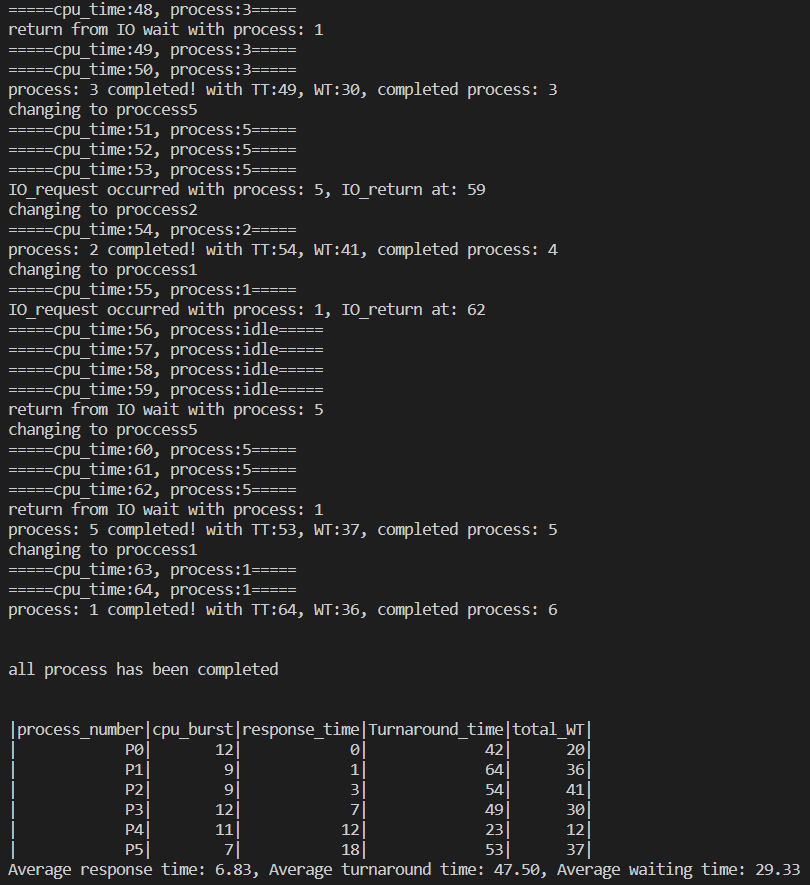 =====cpu_time:48, process:3=====
return from IO wait with process: 1
=====cpu_time:49, process:3=====
=====cpu_time:50, process:3=====
process: 3 completed! with TT:49, WT:30, completed process: 3
changing to proccess5
=====cpu_time:51, process:5=====
=====cpu_time:52, process:5=====
=====cpu_time:53, process:5=====
IO_request occurred with process: 5, IO_return at: 59
changing to proccess2
=====cpu_time:54, process:2=====
process: 2 completed! with TT:54, WT:41, completed process: 4
changing to proccess1
=====cpu_time:55, process:1=====
IO_request occurred with process: 1, IO_return at: 62
=====cpu_time:56, process:idle=====
=====cpu_time:57, process:idle=====
=====cpu_time:58, process:idle=====
=====cpu_time:59, process:idle=====
return from IO wait with process: 5
changing to proccess5
=====cpu_time:60, process:5=====
=====cpu_time:61, process:5=====
=====cpu_time:62, process:5=====
return from IO wait with process: 1
process: 5 completed! with TT:53, WT:37, completed process: 5
changing to proccess1
=====cpu_time:63, process:1=====
=====cpu_time:64, process:1=====
process: 1 completed! with TT:64, WT:36, completed process: 6
all process has been completed
|process_number|cpu_burst|response_time|Turnaround_time|total_WT|
|            P0|       12|            0|             42|      20|
|            P1|        9|            1|             64|      36|
|            P2|        9|            3|             54|      41|
|            P3|       12|            7|             49|      30|
|            P4|       11|           12|             23|      12|
|            P5|        7|           18|             53|      37|
Average response time: 6.83, Average turnaround time: 47.50, Average waiting time: 29.33